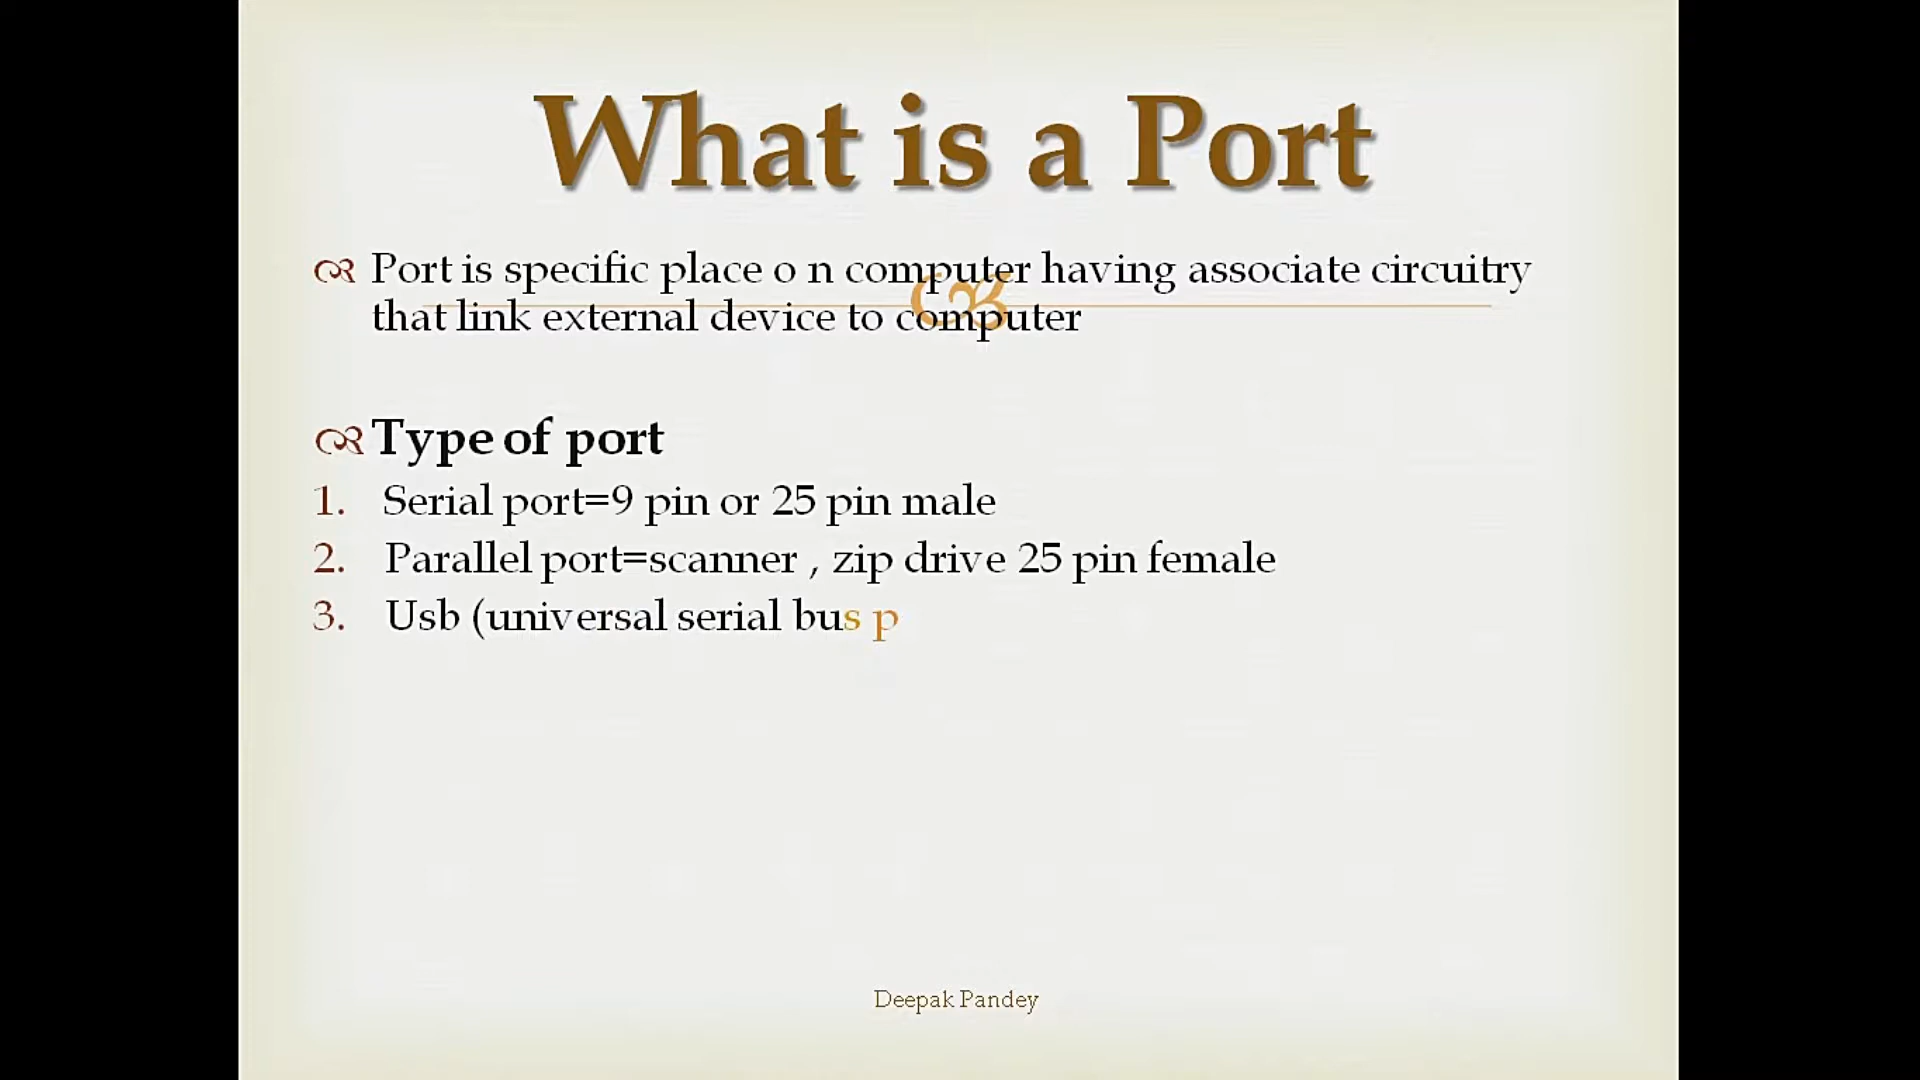 What is a Port
Port is specific place o n computer having associate circuitry
that link external device to computer
Type of port
1. Serial port=9 pin or 25 pin male
2. Parallel port=scanner , zip drive 25 pin female
3. Usb (universal serial bus p
Deepak Pandey